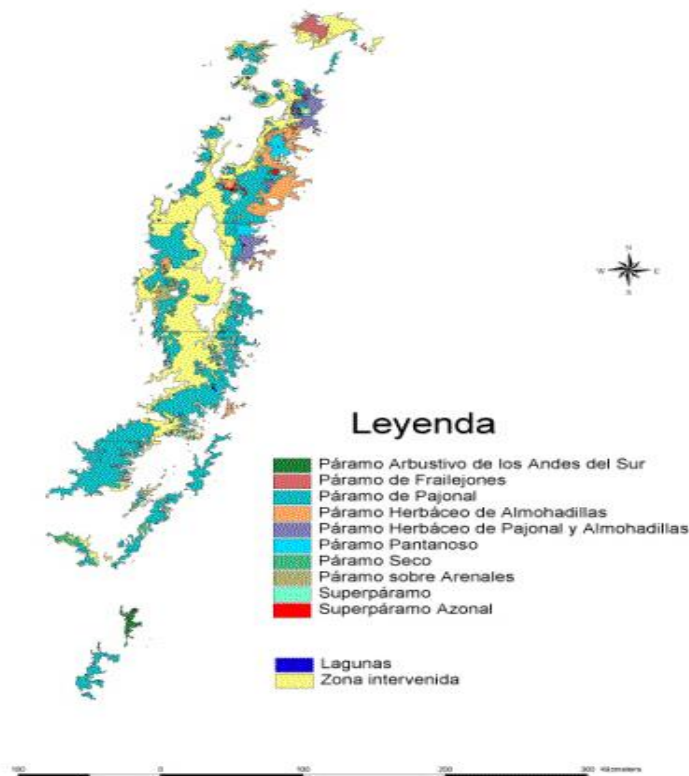 N
W E
S
Leyenda
Páramo Arbustivo de los Andes del Sur
Páramo de Frailejones
Páramo de Pajonal
Páramo Herbáceo de Almohadillas
Páramo Herbáceo de Pajonal y Almohadillas
Páramo Pantanoso
Páramo Seco
Páramo sobre Arenales
Superpáramo
Superpáramo Azonal
Lagunas
Zona intervenida
100 0 100 200 300 Kilometers